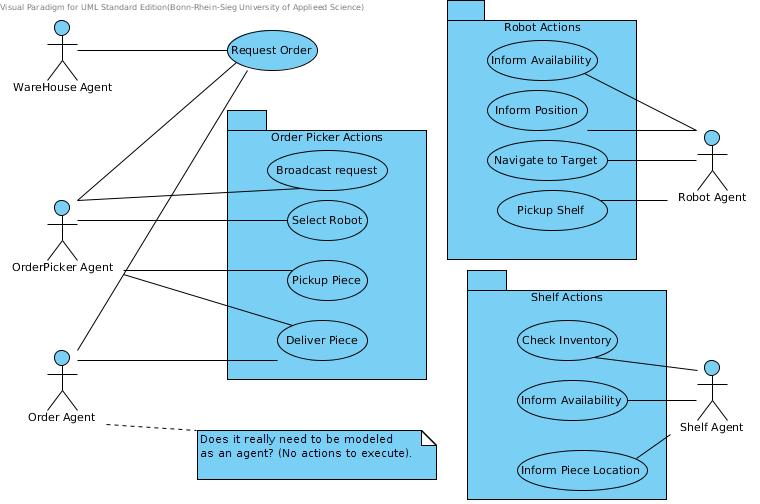 Visual Paradigm for UML Standard Edition(Bonn-Rhein-Sieg University of Applieed Science)
WareHouse Agent
Request Order
OrderPicker Agent
Order Agent
Order Picker Actions
Broadcast request
Select Robot
Pickup Piece
Deliver Piece
Does it really need to be modeled
as an agent? (No actions to execute).
Robot Actions
Inform Availability
Inform Position
Navigate to Target
Pickup Shelf
Robot Agent
Shelf Actions
Check Inventory
Inform Availability
Inform Piece Location
Shelf Agent